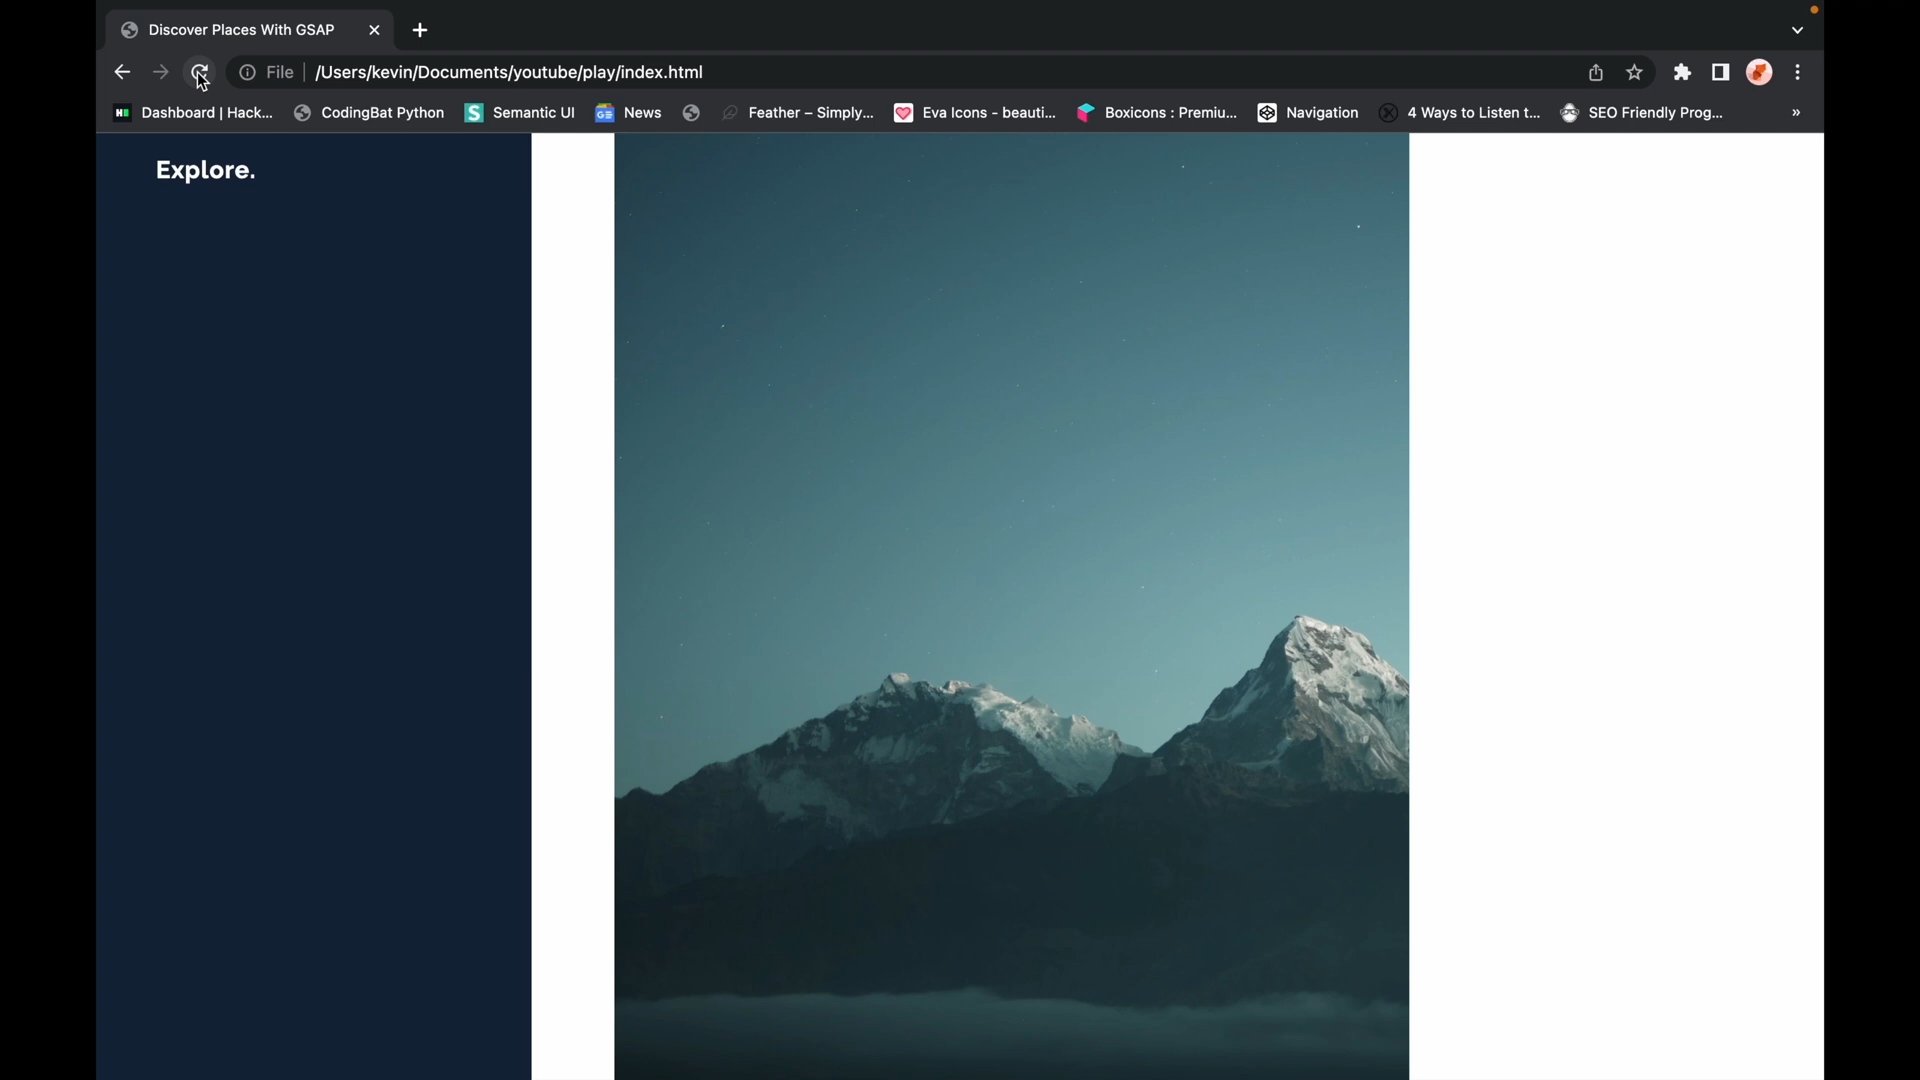 Discover Places With GSAP
File /Users/kevin/Documents/youtube/play/index.html
Dashboard | Hack... CodingBat Python Semantic UI News Feather – Simply... Eva Icons - beauti... Boxicons : Premiu... Navigation 4 Ways to Listen t... SEO Friendly Prog... »
Explore.